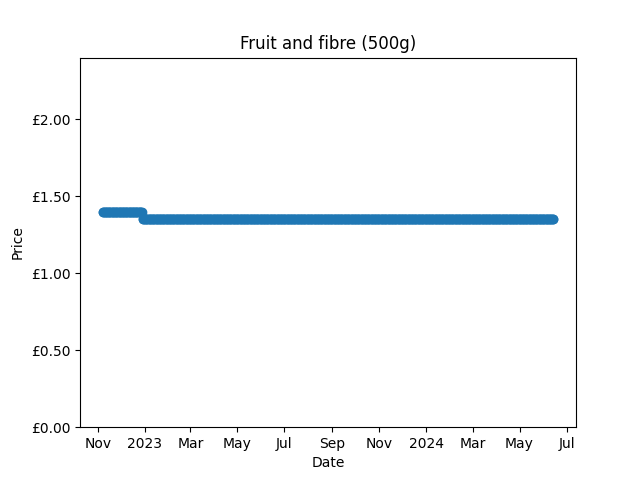 Fruit and fibre (500g)
£2.00
£1.50
£1.00
£0.50
£0.00
Price
Nov 2023 Mar May Jul Sep Nov 2024 Mar May Jul
Date